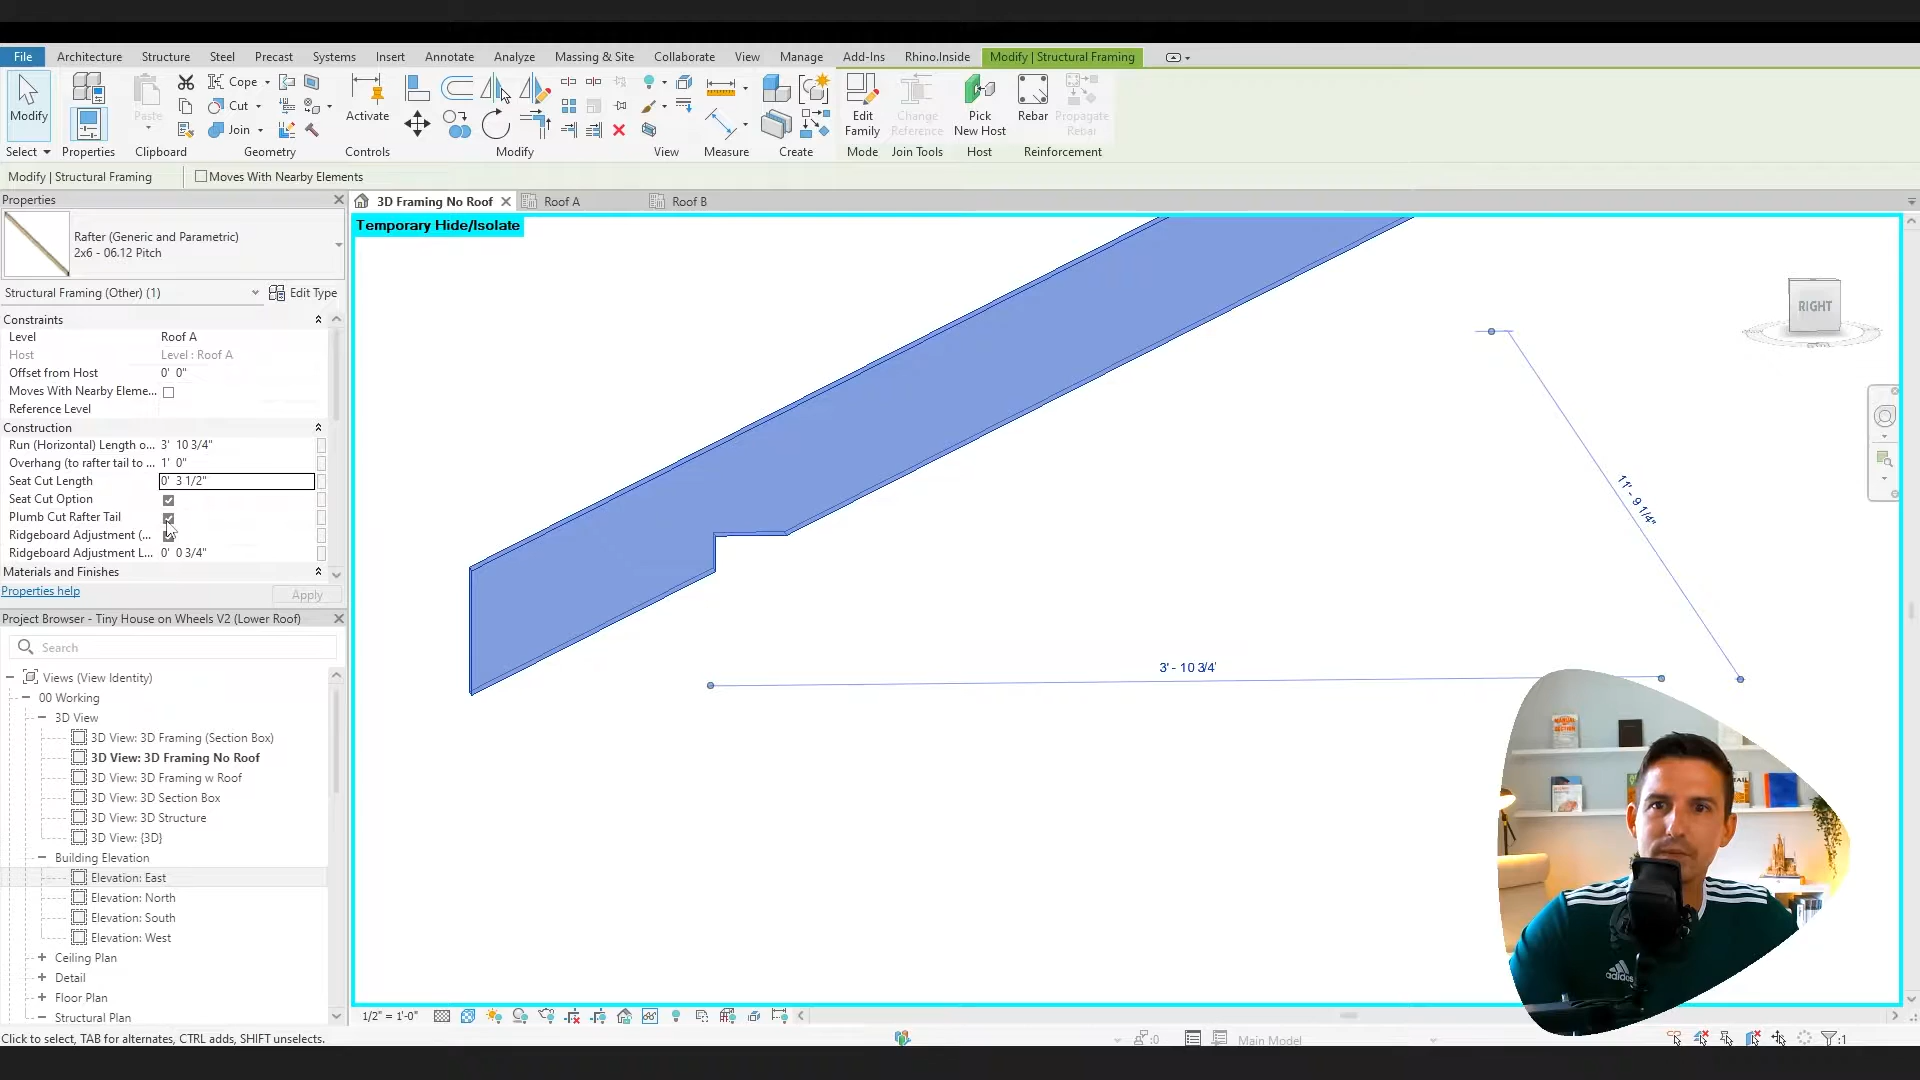 File Architecture Structure Steel Precast Systems Insert Annotate Analyze Massing & Site Collaborate View Manage Add-Ins Rhino.Inside Modify | Structural Framing
Modify
Select
Properties
Paste
Clipboard
Cope
Cut
Join
Geometry
Activate
Controls
Modify
View
Measure
Create
Edit
Family
Mode
Change
Reference
Join Tools
Pick
New Host
Host
Rebar
Propagate
Rebar
Reinforcement
Modify | Structural Framing
Moves With Nearby Elements
Properties
3D Framing No Roof
Roof A
Roof B
Temporary Hide/Isolate
Rafter (Generic and Parametric)
2x6 - 06.12 Pitch
Structural Framing (Other) (1)
Edit Type
Constraints
Level Roof A
Host Level : Roof A
Offset from Host 0' 0"
Moves With Nearby Eleme...
Reference Level
Construction
Run (Horizontal) Length o... 3' 10 3/4"
Overhang (to rafter tail to ... 1' 0"
Seat Cut Length 0' 3 1/2"
Seat Cut Option
Plumb Cut Rafter Tail
Ridgeboard Adjustment (...
Ridgeboard Adjustment L... 0' 0 3/4"
Materials and Finishes
Properties help
Apply
RIGHT
11' - 9 1/4"
3' - 10 3/4"
Project Browser - Tiny House on Wheels V2 (Lower Roof)
Search
Views (View Identity)
00 Working
3D View
3D View: 3D Framing (Section Box)
3D View: 3D Framing No Roof
3D View: 3D Framing w Roof
3D View: 3D Section Box
3D View: 3D Structure
3D View: {3D}
Building Elevation
Elevation: East
Elevation: North
Elevation: South
Elevation: West
Ceiling Plan
Detail
Floor Plan
Structural Plan
adidas
1/2" = 1'-0"
Click to select, TAB for alternates, CTRL adds, SHIFT unselects.
:0
Main Model
:1